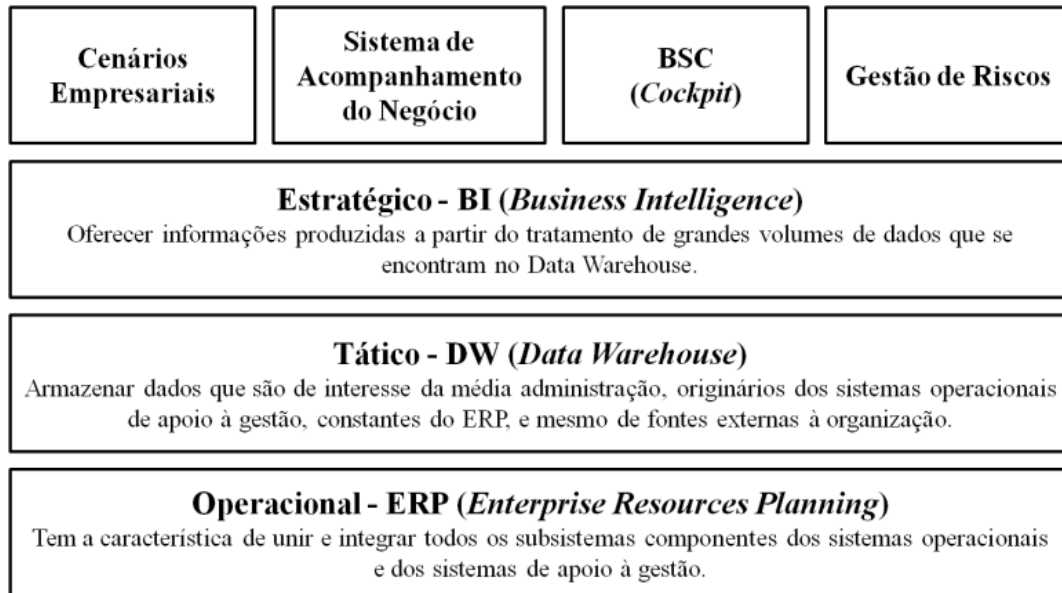 Cenários
Empresariais
Sistema de
Acompanhamento
do Negócio
BSC
(Cockpit)
Gestão de Riscos
Estratégico - BI (Business Intelligence)
Oferecer informações produzidas a partir do tratamento de grandes volumes de dados que se
encontram no Data Warehouse.
Tático - DW (Data Warehouse)
Armazenar dados que são de interesse da média administração, originários dos sistemas operacionais
de apoio à gestão, constantes do ERP, e mesmo de fontes externas à organização.
Operacional - ERP (Enterprise Resources Planning)
Tem a característica de unir e integrar todos os subsistemas componentes dos sistemas operacionais
e dos sistemas de apoio à gestão.